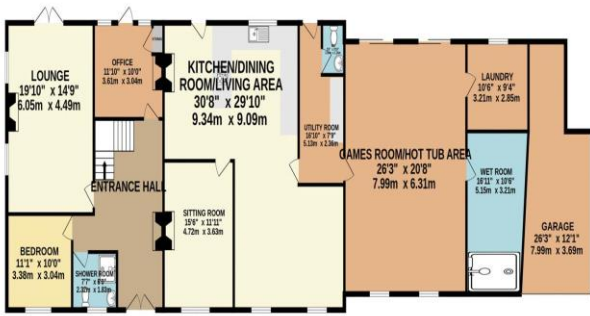 LOUNGE
19'10" x 14'9"
6.05m x 4.49m
OFFICE
11'10" x 10'0"
3.61m x 3.04m
KITCHEN/DINING
ROOM/LIVING AREA
30'8" x 29'10"
9.34m x 9.09m
UTILITY ROOM
16'10" x 7'9"
5.13m x 2.36m
GAMES ROOM/HOT TUB AREA
26'3" x 20'8"
7.99m x 6.31m
LAUNDRY
10'6" x 9'4"
3.21m x 2.85m
WET ROOM
16'11" x 10'6"
5.15m x 3.21m
GARAGE
26'3" x 12'1"
7.99m x 3.69m
ENTRANCE HALL
SITTING ROOM
15'6" x 11'11"
4.72m x 3.63m
BEDROOM
11'1" x 10'0"
3.38m x 3.04m
SHOWER ROOM